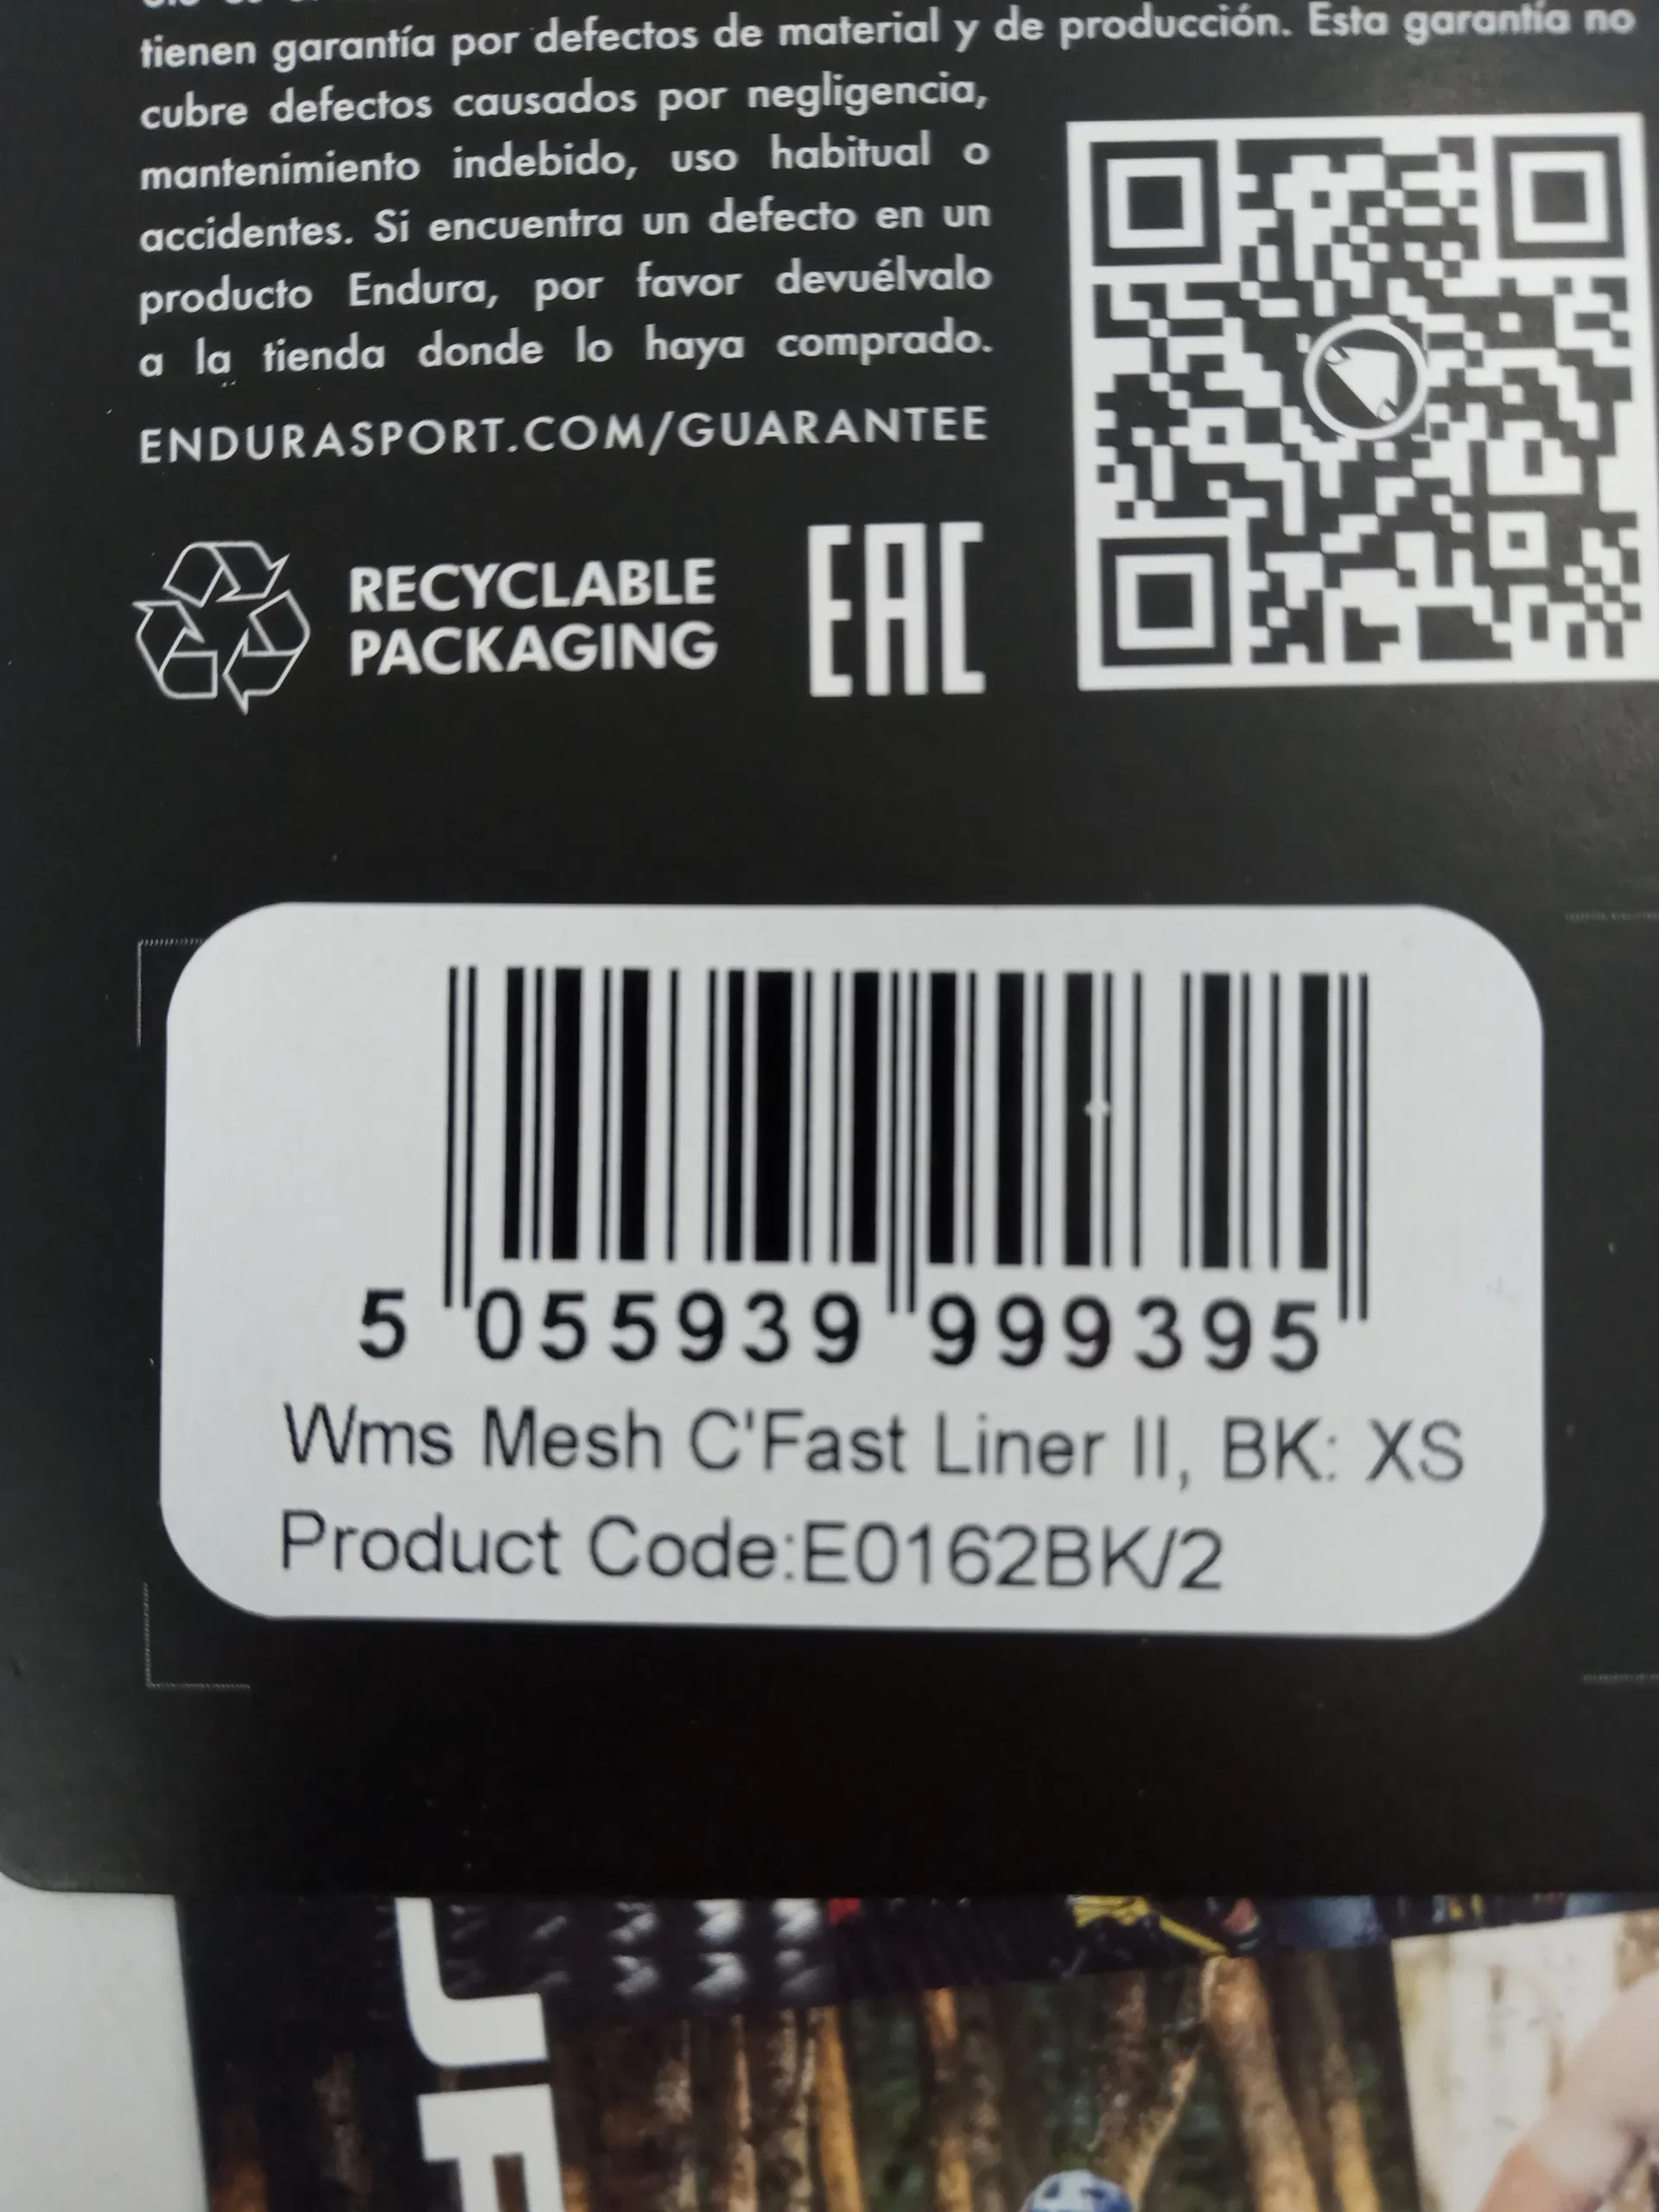 tienen garantía por defectos de material y de producción. Esta garantía no
cubre defectos causados por negligencia,
mantenimiento indebido, uso habitual o
accidentes. Si encuentra un defecto en un
producto Endura, por favor devuélvalo
a la tienda donde lo haya comprado.
ENDURASPORT.COM/GUARANTEE
RECYCLABLE
PACKAGING
EAC
5 055939 999395
Wms Mesh C'Fast Liner II, BK: XS
Product Code:E0162BK/2